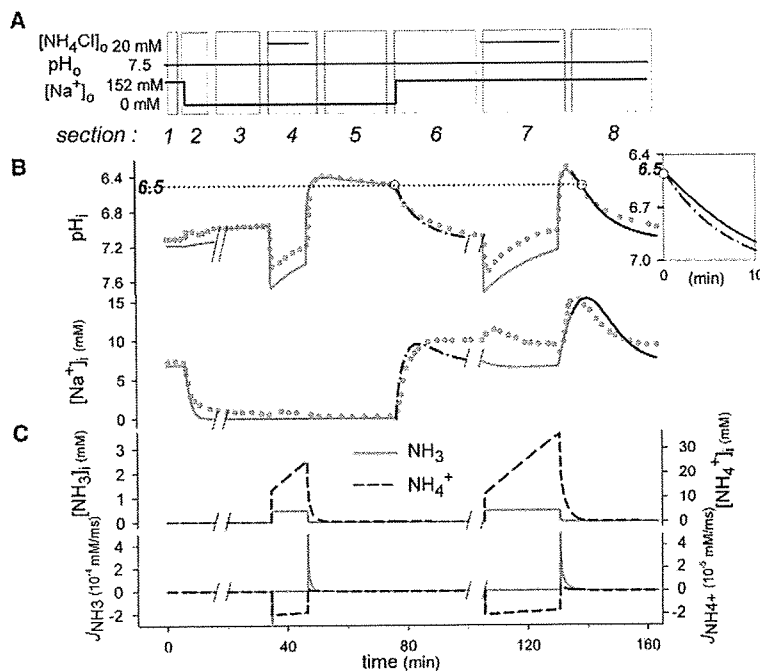 A
[NH4Cl]o 20 mM
pHo 7.5
[Na+]o 152 mM
0 mM
section : 1 2 3 4 5 6 7 8
B
pHi
6.4
6.5
6.8
7.2
7.6
6.4
6.5
6.7
7.0
0 10
(min)
[Na+]i (mM)
15
10
5
0
C
[NH3]i (mM)
3
2
1
0
NH3
NH4+
30
20
10
0
[NH4+]i (mM)
JNH3 (10-4 mM/ms)
4
2
0
-2
4
2
0
-2
JNH4+ (10-5 mM/ms)
0 40 80 120 160
time (min)